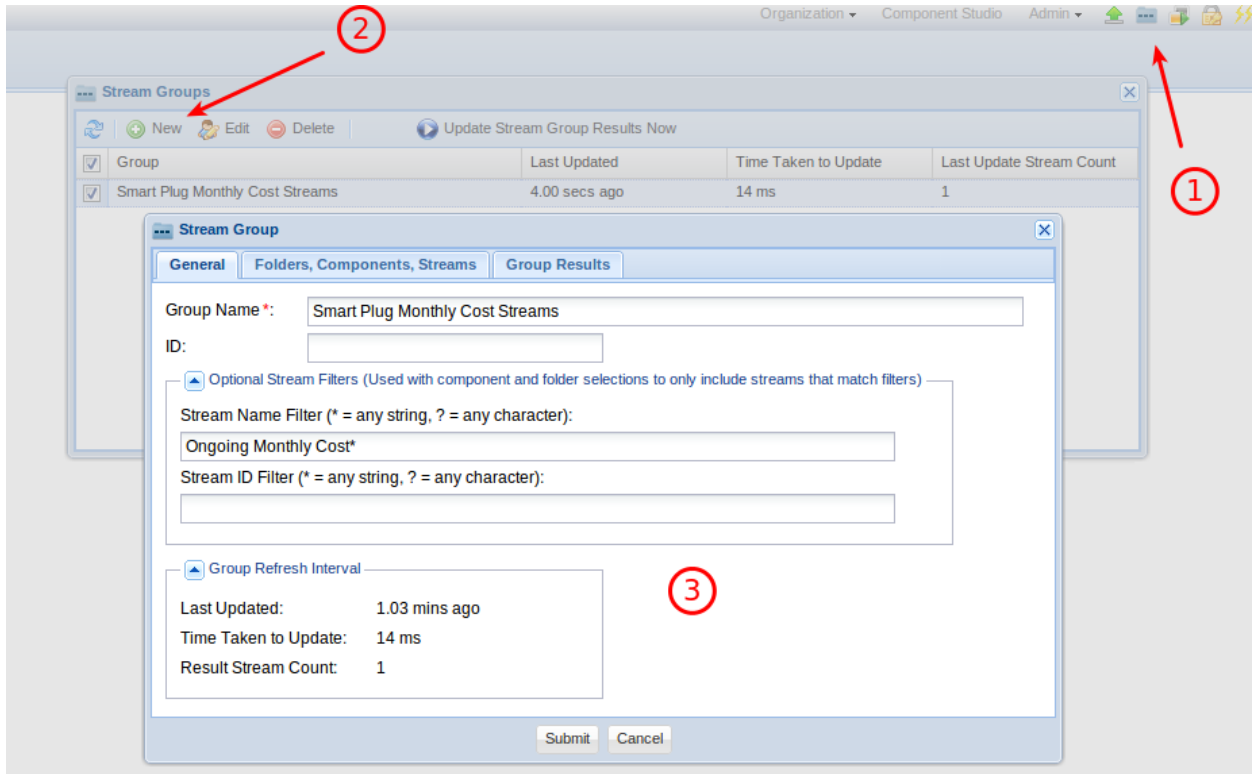 Organization Component Studio Admin
2
Stream Groups
New Edit Delete Update Stream Group Results Now
Group Last Updated Time Taken to Update Last Update Stream Count
Smart Plug Monthly Cost Streams 4.00 secs ago 14 ms 1
1
Stream Group
General Folders, Components, Streams Group Results
Group Name*: Smart Plug Monthly Cost Streams
ID:
Optional Stream Filters (Used with component and folder selections to only include streams that match filters)
Stream Name Filter (* = any string, ? = any character):
Ongoing Monthly Cost*
Stream ID Filter (* = any string, ? = any character):
Group Refresh Interval
3
Last Updated: 1.03 mins ago
Time Taken to Update: 14 ms
Result Stream Count: 1
Submit Cancel